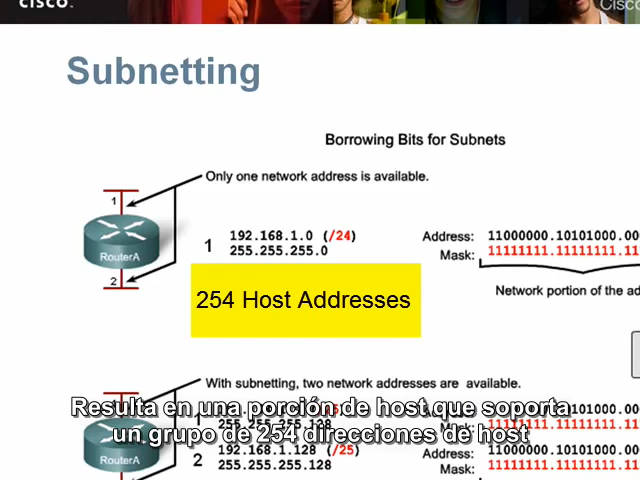 CISCO
Cisco
Subnetting
Borrowing Bits for Subnets
Only one network address is available.
1
RouterA
2
1
192.168.1.0 (/24)
255.255.255.0
Address:
11000000.10101000.00
Mask:
11111111.11111111.11
Network portion of the ad
254 Host Addresses
With subnetting, two network addresses are available.
Resulta en una porción de host que soporta
un grupo de 254 direcciones de host
RouterA
255.255.255.128
2
192.168.1.128 (/25)
255.255.255.128
Address:
11000000.10101000.00
Mask:
11111111.11111111.11